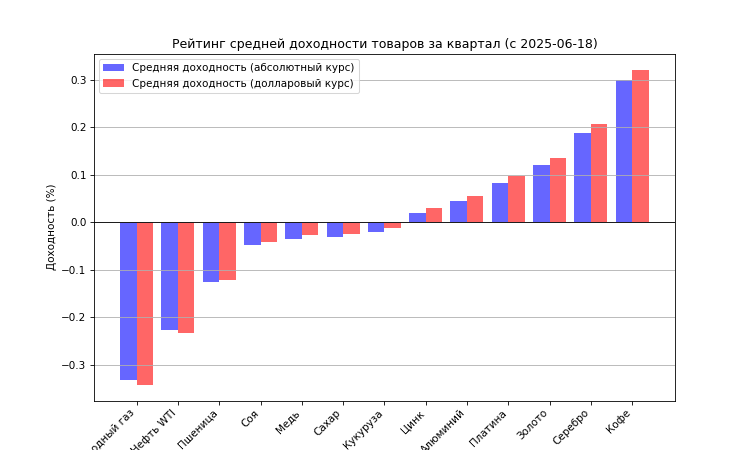 Рейтинг средней доходности товаров за квартал (с 2025-06-18)
Средняя доходность (абсолютный курс)
Средняя доходность (долларовый курс)
Доходность (%)
0.3
0.2
0.1
0.0
−0.1
−0.2
−0.3
одный газ
Нефть WTI
Пшеница
Соя
Медь
Сахар
Кукуруза
Цинк
Алюминий
Платина
Золото
Серебро
Кофе